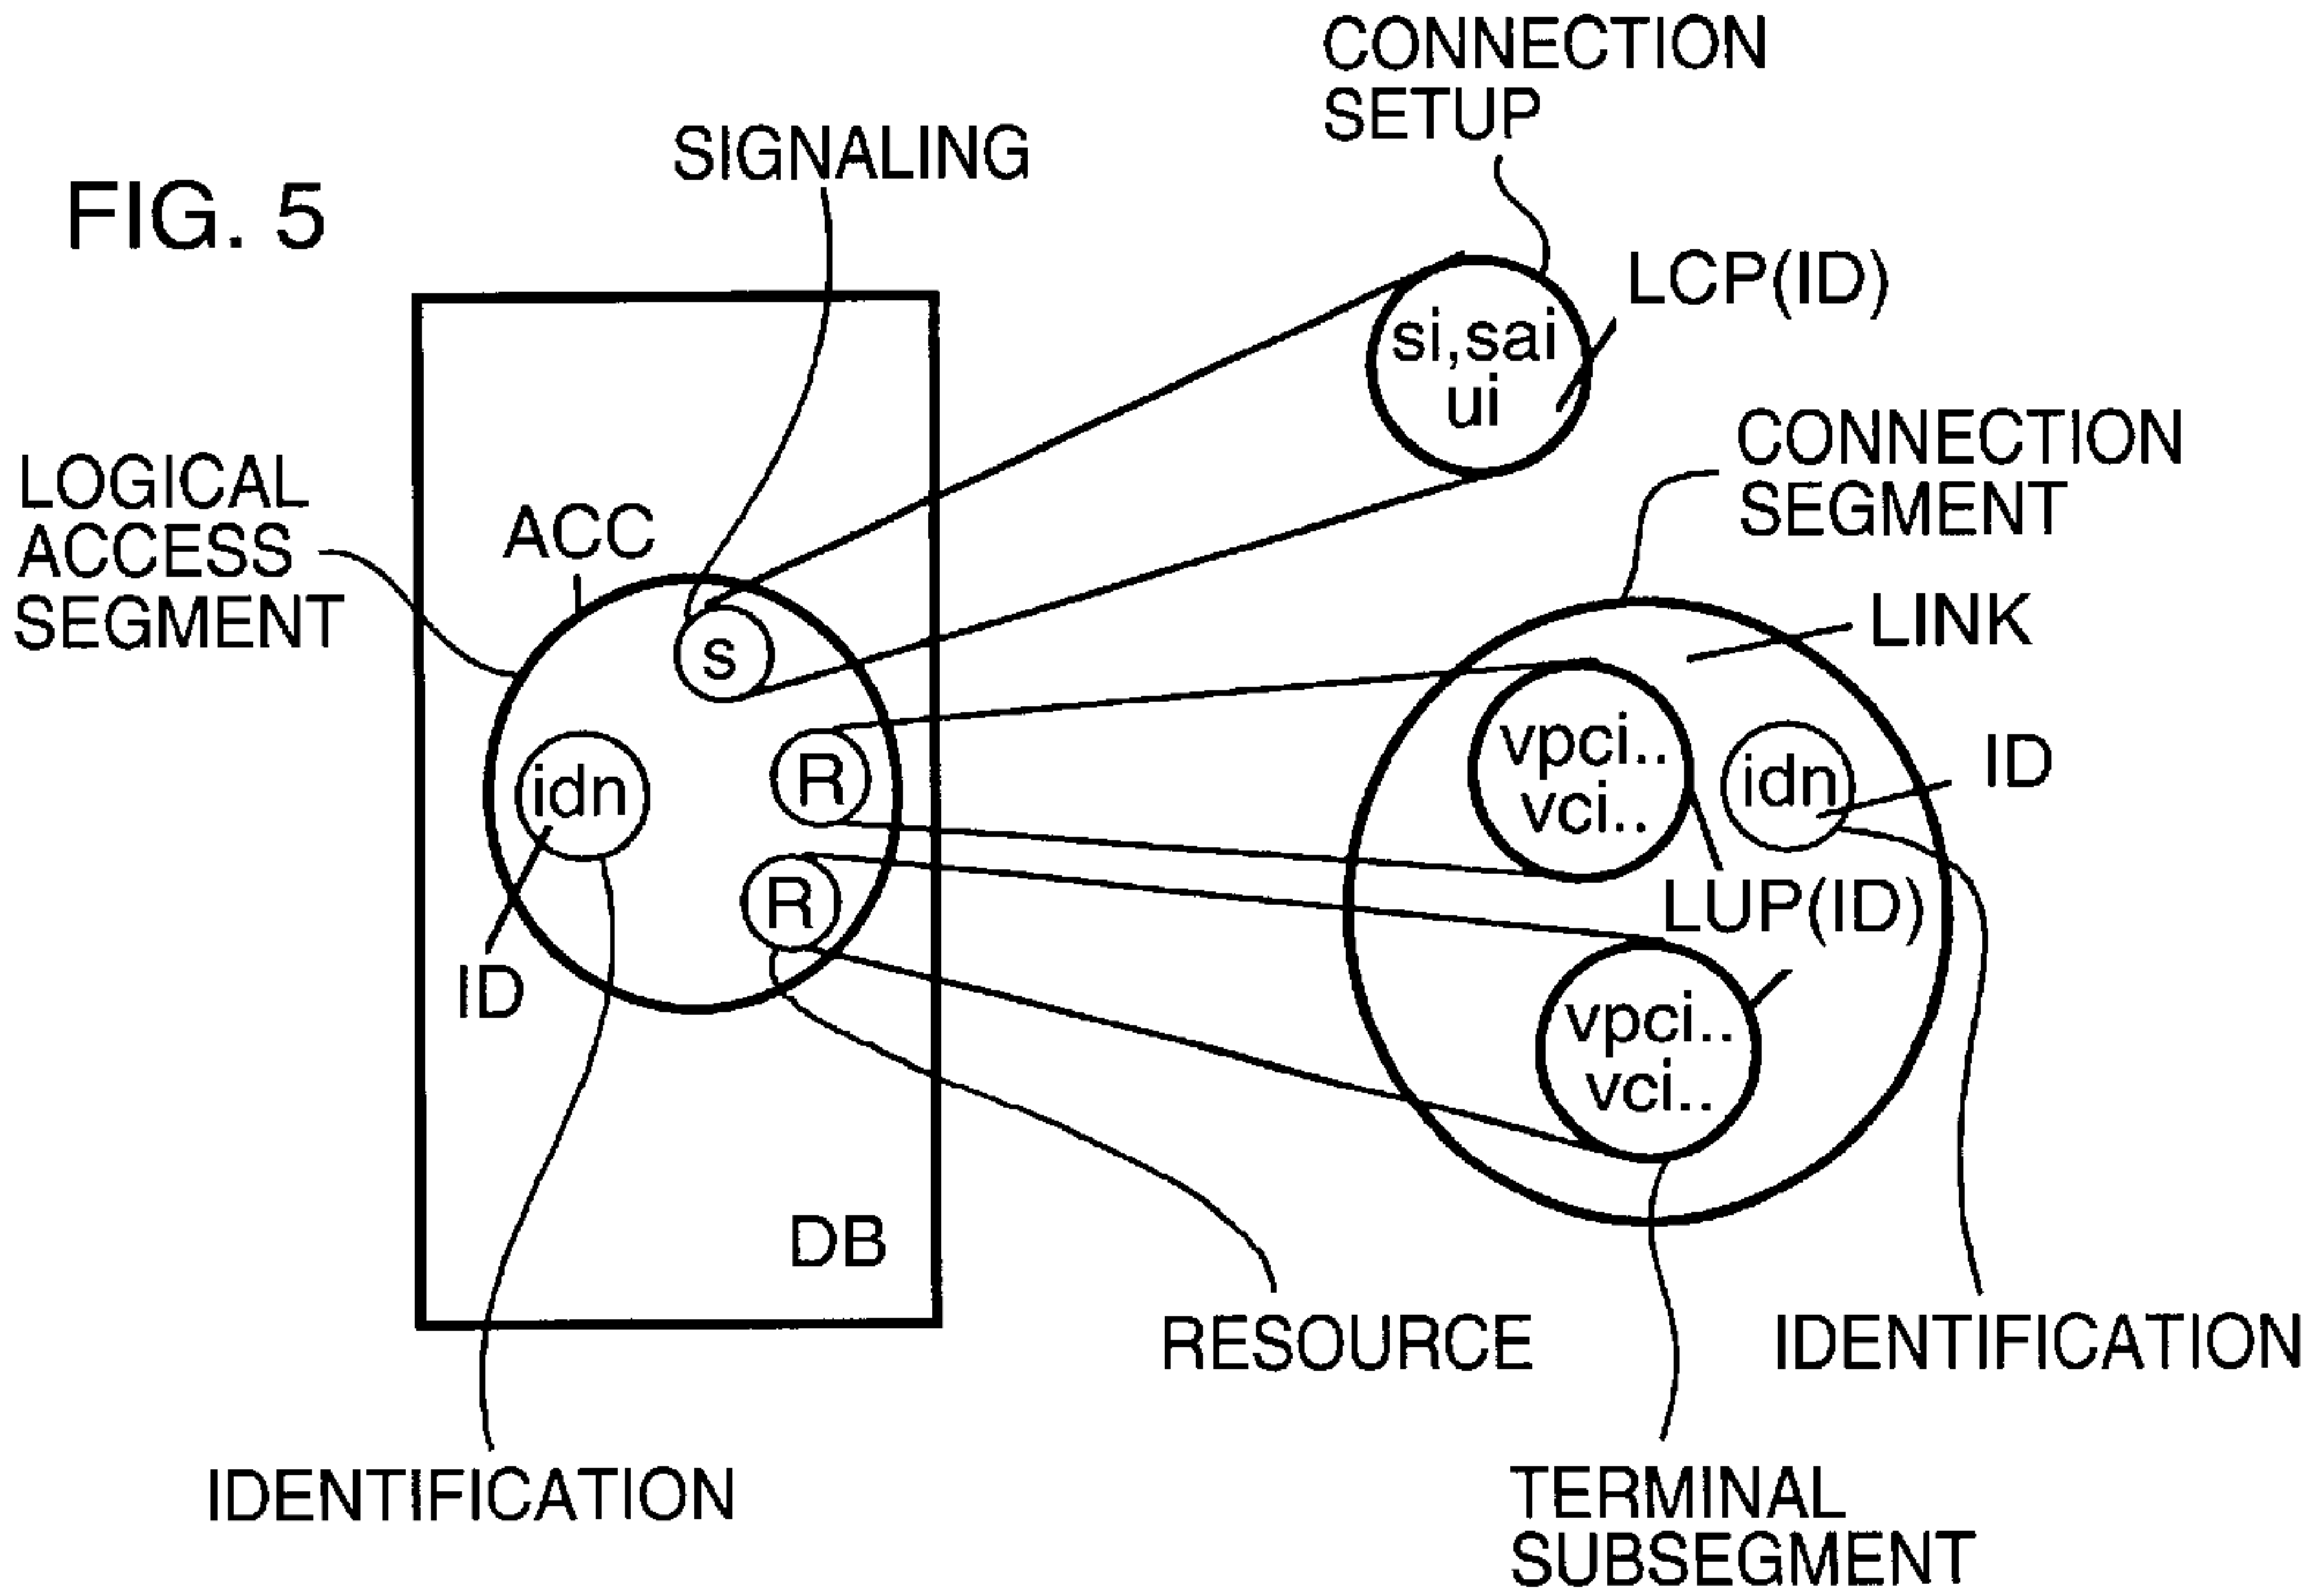 FIG. 5
SIGNALING
CONNECTION
SETUP
LCP(ID)
si,sai
ui
CONNECTION
SEGMENT
LINK
LOGICAL
ACCESS
SEGMENT
ACC
s
idn
R
R
ID
vpci..
vci..
idn
ID
LUP(ID)
vpci..
vci..
DB
RESOURCE
IDENTIFICATION
IDENTIFICATION
TERMINAL
SUBSEGMENT